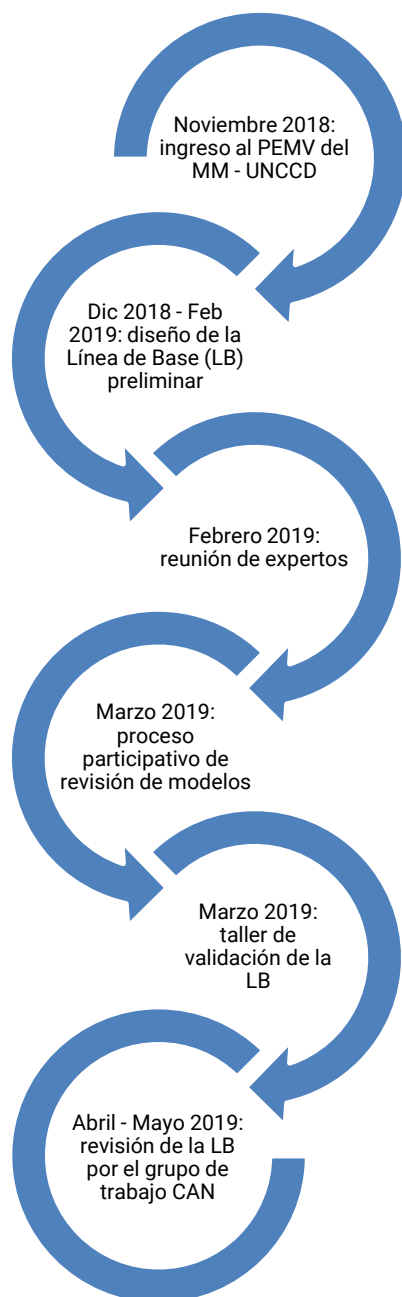 Noviembre 2018:
ingreso al PEMV del
MM - UNCCD
Dic 2018 - Feb
2019: diseño de la
Línea de Base (LB)
preliminar
Febrero 2019:
reunión de expertos
Marzo 2019:
proceso
participativo de
revisión de modelos
Marzo 2019:
taller de
validación de la
LB
Abril - Mayo 2019:
revisión de la LB
por el grupo de
trabajo CAN